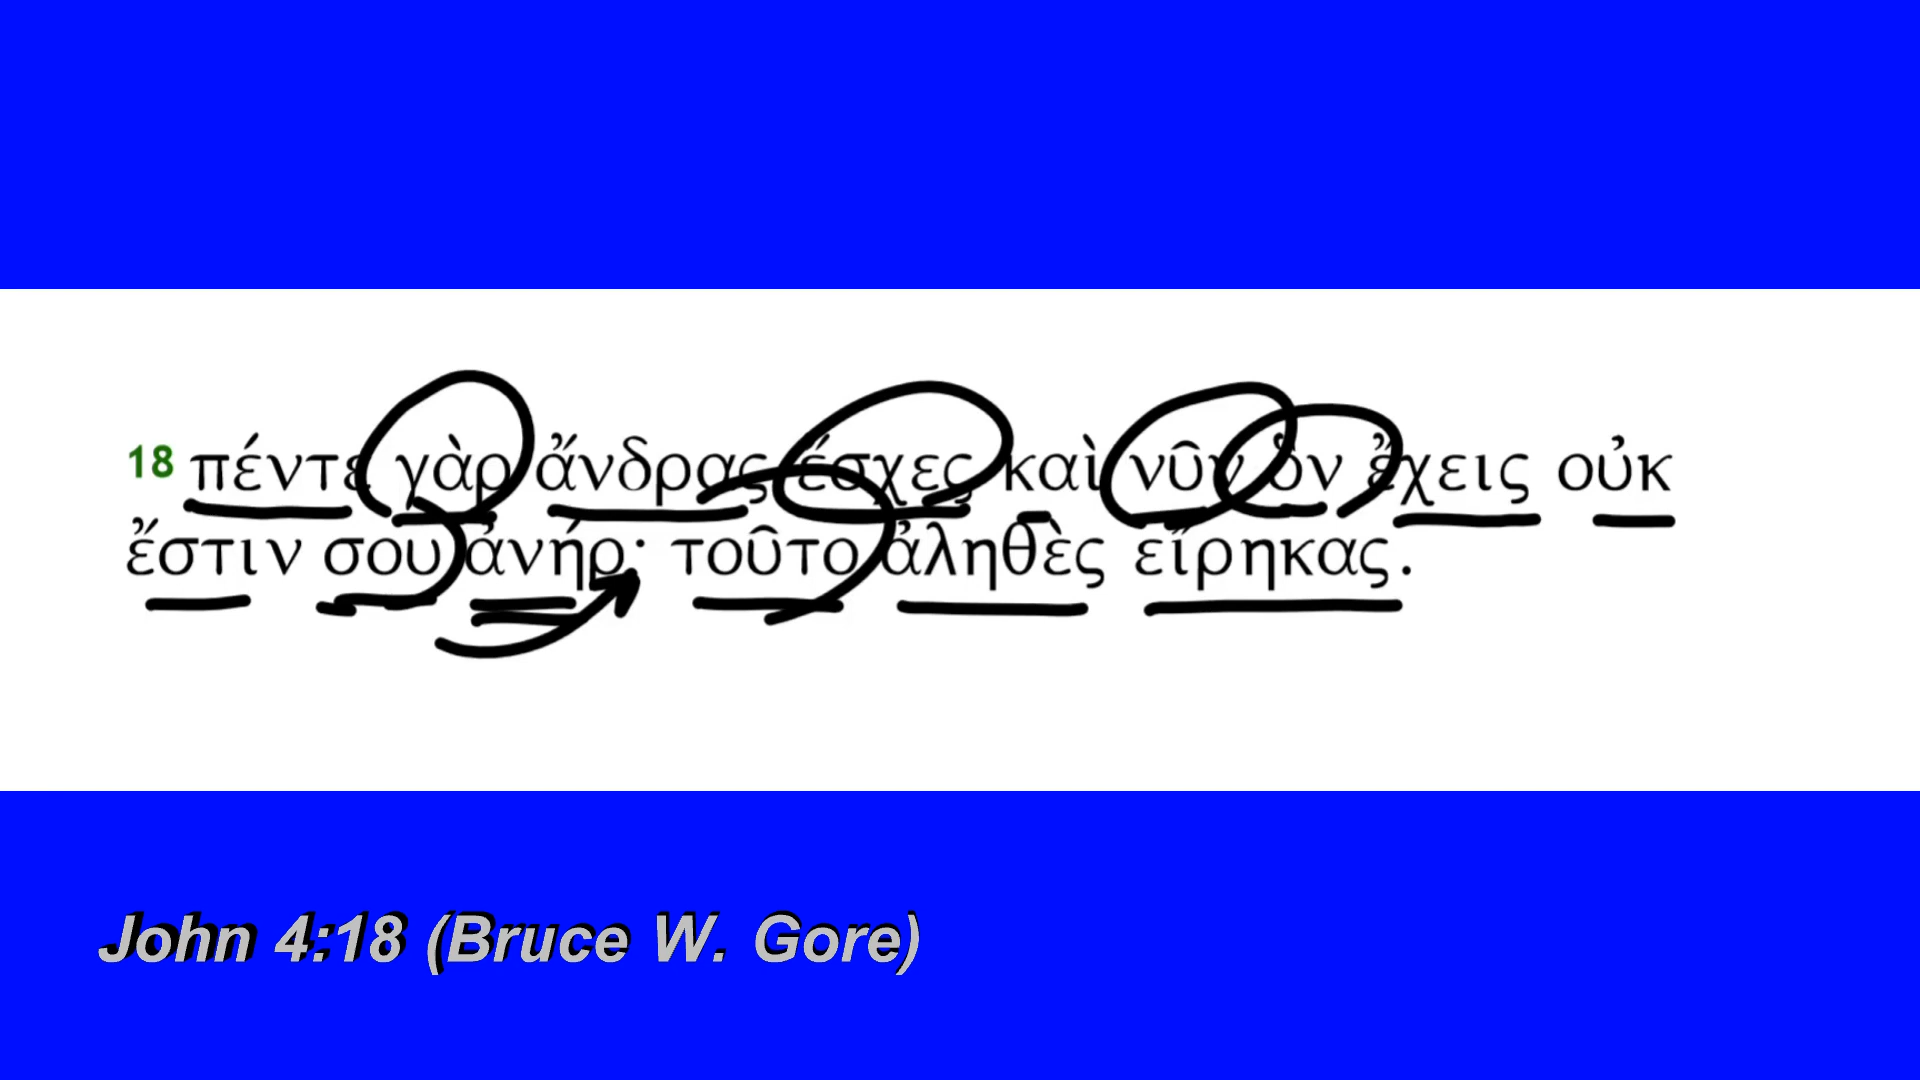 18 πέντε γὰρ ἄνδρας ἔσχες καὶ νῦν ὃν ἔχεις οὐκ
ἔστιν σου ἀνήρ· τοῦτο ἀληθὲς εἴρηκας.
John 4:18 (Bruce W. Gore)